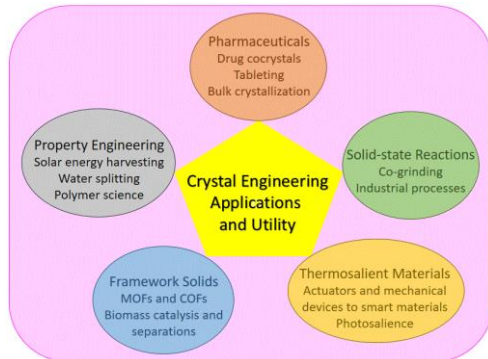 Pharmaceuticals
Drug cocrystals
Tableting
Bulk crystallization
Property Engineering
Solar energy harvesting
Water splitting
Polymer science
Crystal Engineering
Applications
and Utility
Solid-state Reactions
Co-grinding
Industrial processes
Framework Solids
MOFs and COFs
Biomass catalysis and
separations
Thermosalient Materials
Actuators and mechanical
devices to smart materials
Photosalience